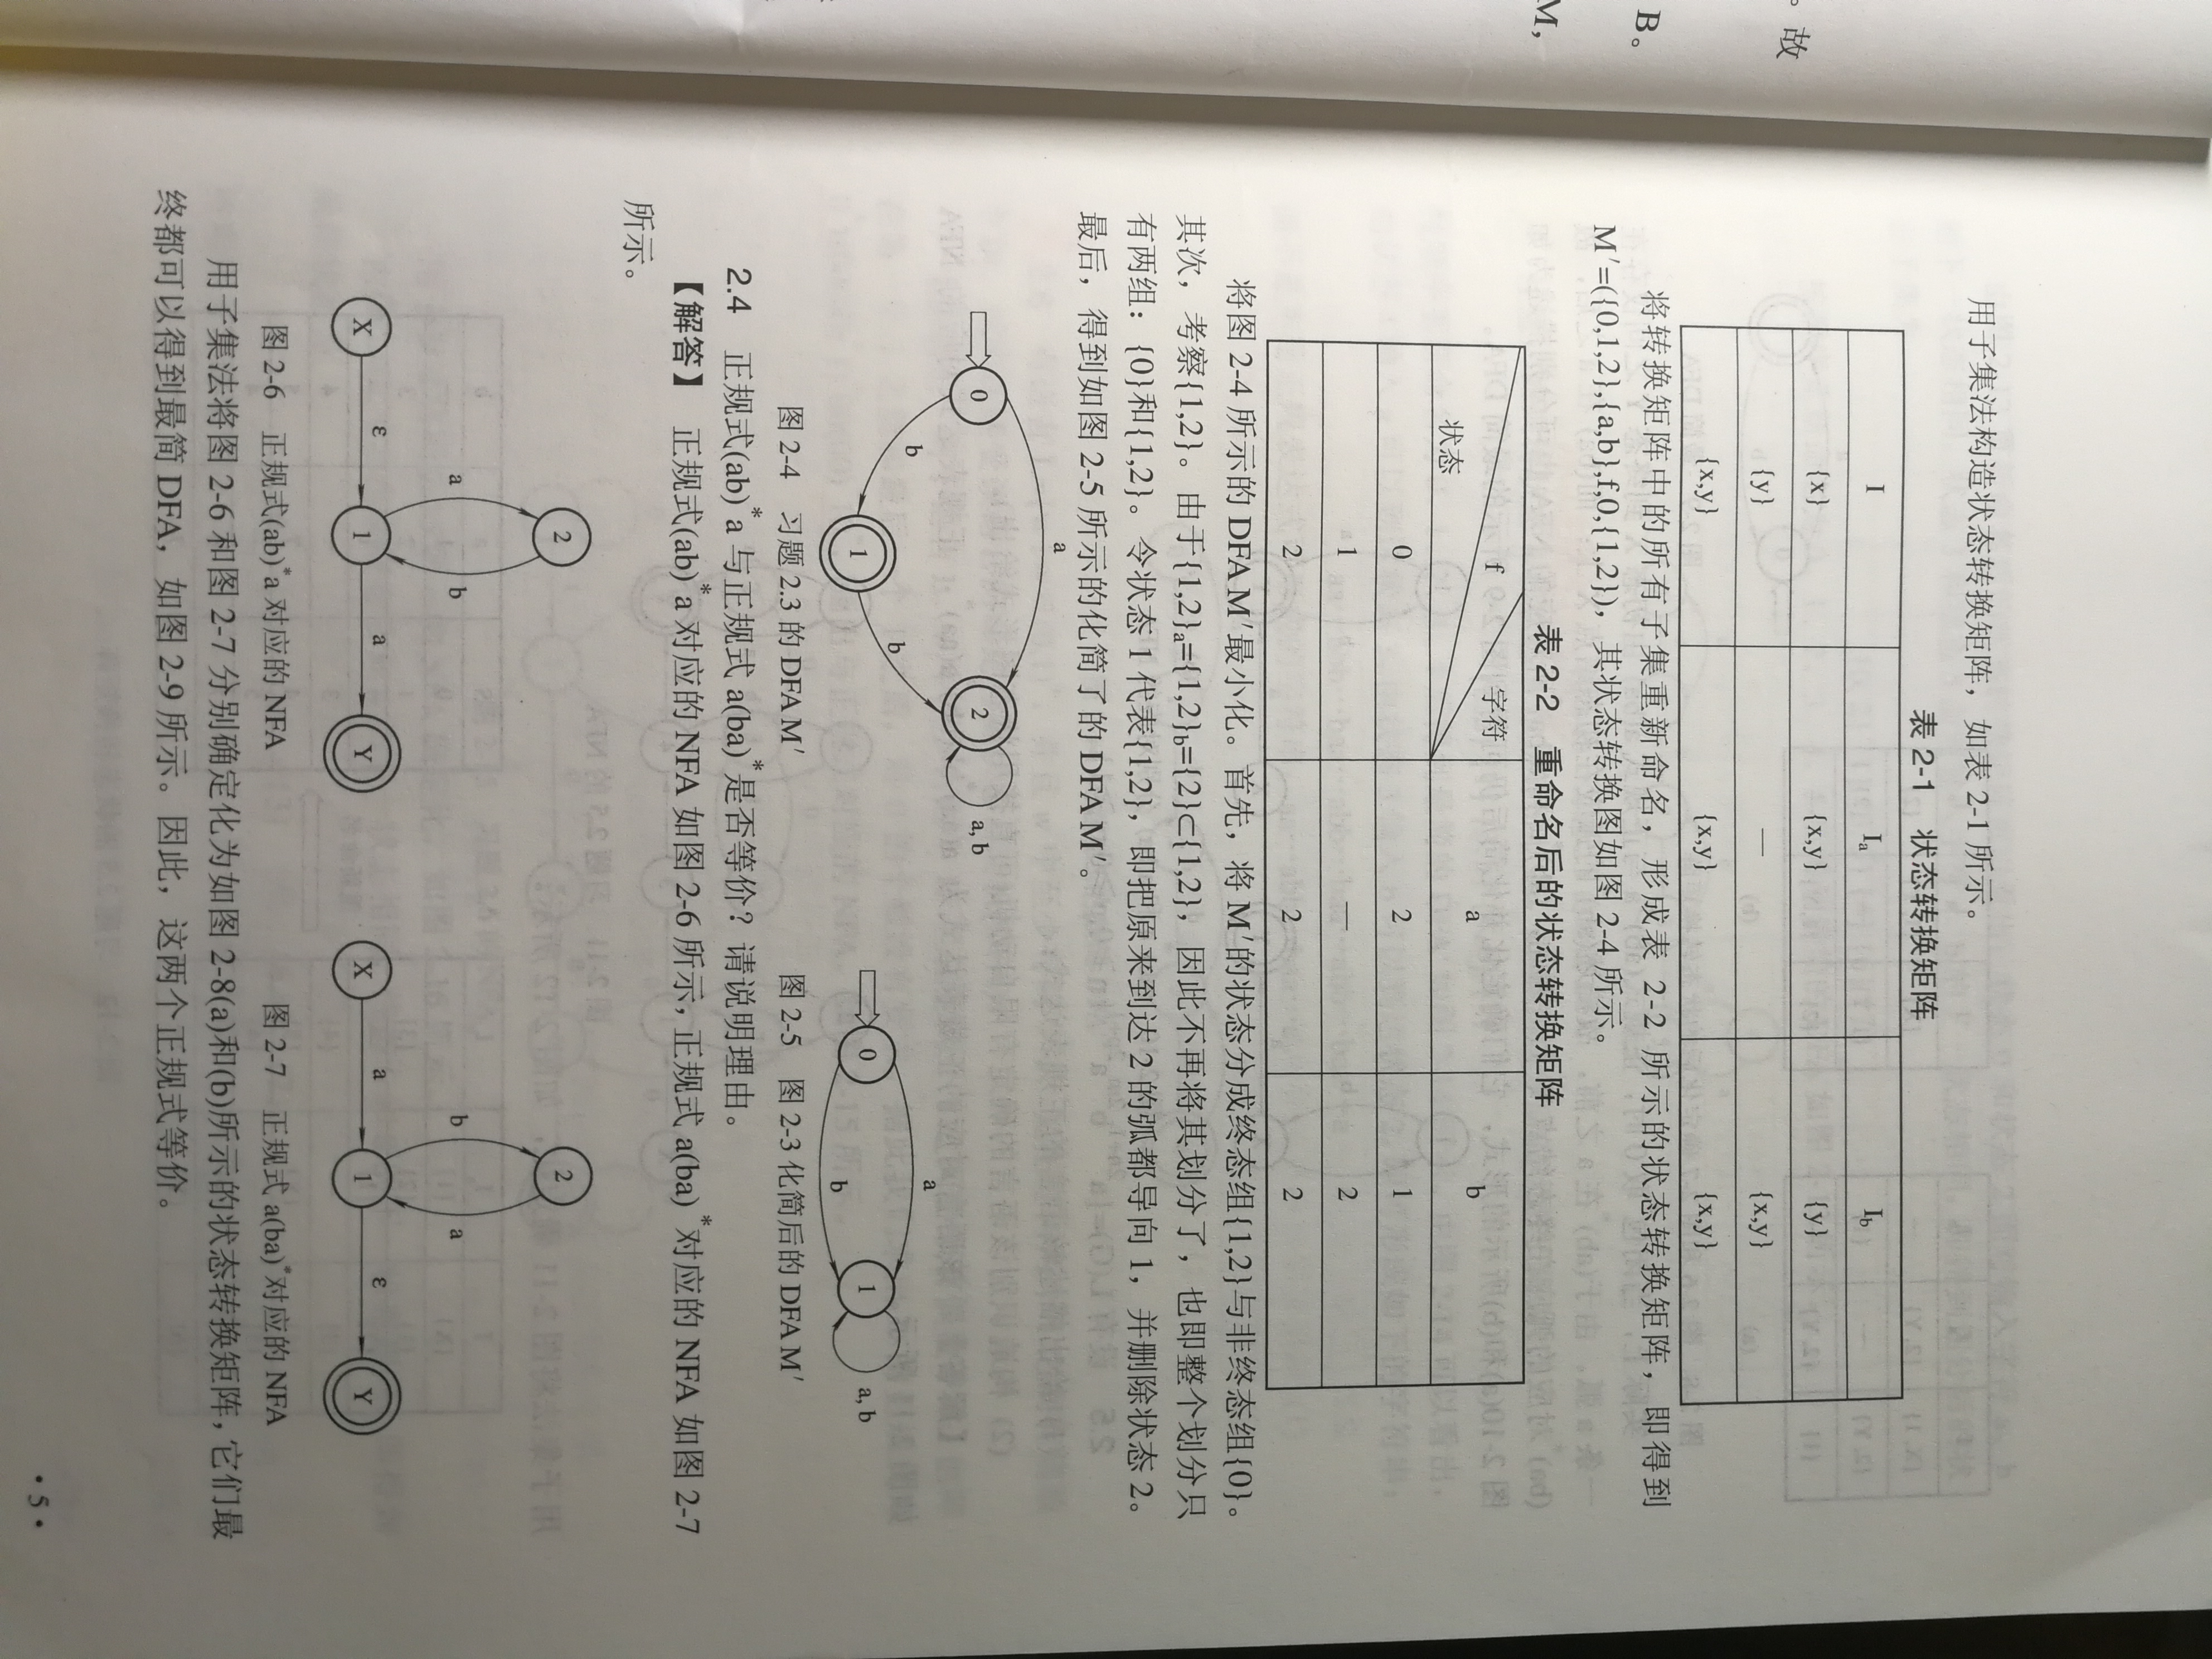 。故
B。
M，
用子集法构造状态转换矩阵，如表 2-1 所示。
表 2-1 状态转换矩阵
I Ia Ib
{x} {x,y} {y}
{y} — {x,y}
{x,y} {x,y} {x,y}
将转换矩阵中的所有子集重新命名，形成表 2-2 所示的状态转换矩阵，即得到
M′=({0,1,2},{a,b},f,0,{1,2})，其状态转换图如图 2-4 所示。
表 2-2 重命名后的状态转换矩阵
状态 f 字符 a b
0 2 1
1 — 2
2 2 2
将图 2-4 所示的 DFA M′最小化。首先，将 M′的状态分成终态组{1,2}与非终态组{0}。
其次，考察{1,2}。由于{1,2}a={1,2}b={2}⊂{1,2}，因此不再将其划分了，也即整个划分只
有两组：{0}和{1,2}。令状态 1 代表{1,2}，即把原来到达 2 的弧都导向 1，并删除状态 2。
最后，得到如图 2-5 所示的化简了的 DFA M′。
0 a b 1 b 2 a, b
0 a b 1 a, b
图 2-4 习题 2.3 的 DFA M′
图 2-5 图 2-3 化简后的 DFA M′
2.4 正规式(ab)*a 与正规式 a(ba)*是否等价？请说明理由。
【解答】 正规式(ab)*a 对应的 NFA 如图 2-6 所示，正规式 a(ba)*对应的 NFA 如图 2-7
所示。
X ε 1 a b 2 a Y
X a 1 b a 2 ε Y
图 2-6 正规式(ab)*a 对应的 NFA
图 2-7 正规式 a(ba)*对应的 NFA
用子集法将图 2-6 和图 2-7 分别确定化为如图 2-8(a)和(b)所示的状态转换矩阵，它们最
终都可以得到最简 DFA，如图 2-9 所示。因此，这两个正规式等价。
· 5 ·